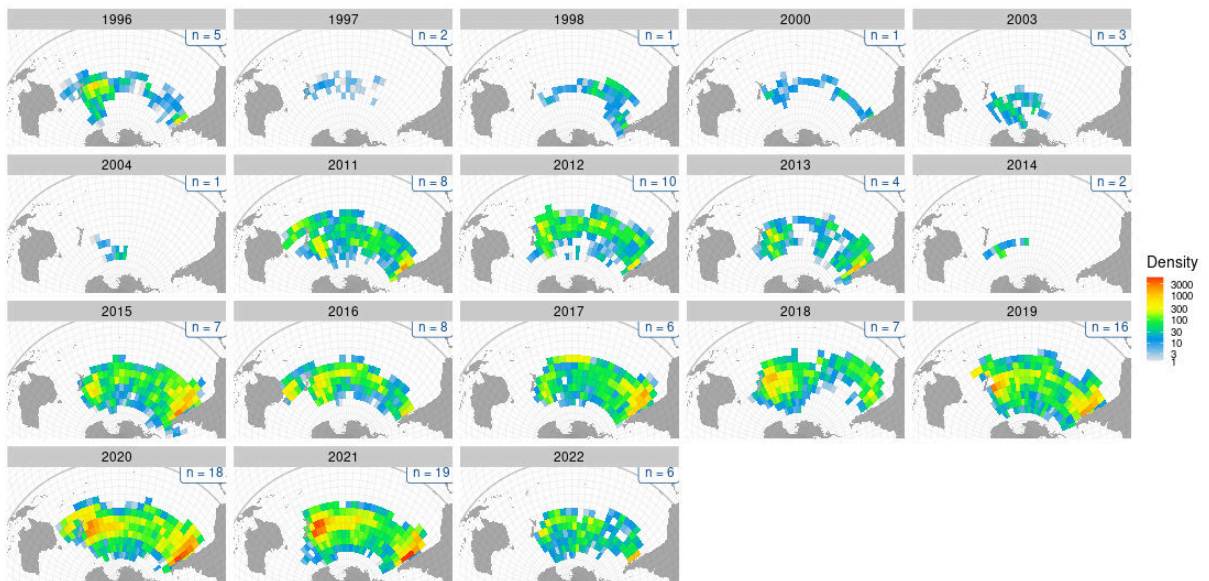 1996
n = 5
1997
n = 2
1998
n = 1
2000
n = 1
2003
n = 3
2004
n = 1
2011
n = 8
2012
n = 10
2013
n = 4
2014
n = 2
2015
n = 7
2016
n = 8
2017
n = 6
2018
n = 7
2019
n = 16
2020
n = 18
2021
n = 19
2022
n = 6
Density
3000
1000
300
100
30
10
3
1